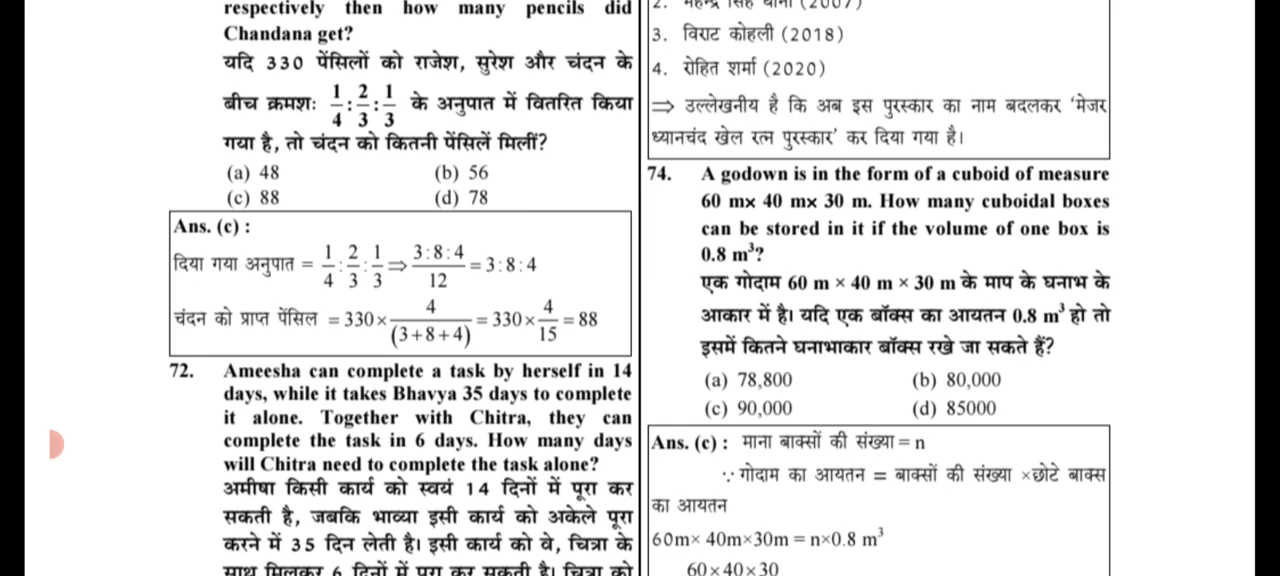 respectively then how many pencils did
Chandana get?
यदि 330 पेंसिलों को राजेश, सुरेश और चंदन के
बीच क्रमशः 1/4 : 2/3 : 1/3 के अनुपात में वितरित किया
गया है, तो चंदन को कितनी पेंसिलें मिलीं?
(a) 48 (b) 56
(c) 88 (d) 78
Ans. (c) :
दिया गया अनुपात = 1/4 : 2/3 : 1/3 ⇒ 3:8:4/12 = 3:8:4
चंदन को प्राप्त पेंसिल = 330 × 4/(3+8+4) = 330 × 4/15 = 88
72. Ameesha can complete a task by herself in 14
days, while it takes Bhavya 35 days to complete
it alone. Together with Chitra, they can
complete the task in 6 days. How many days
will Chitra need to complete the task alone?
अमीषा किसी कार्य को स्वयं 14 दिनों में पूरा कर
सकती है, जबकि भाव्या इसी कार्य को अकेले पूरा
करने में 35 दिन लेती है। इसी कार्य को वे, चित्रा के
साथ मिलकर 6 दिनों में पूरा कर सकती है। चित्रा को
2. महेन्द्र सिंह धोनी (2007)
3. विराट कोहली (2018)
4. रोहित शर्मा (2020)
⇒ उल्लेखनीय है कि अब इस पुरस्कार का नाम बदलकर 'मेजर
ध्यानचंद खेल रत्न पुरस्कार' कर दिया गया है।
74. A godown is in the form of a cuboid of measure
60 m× 40 m× 30 m. How many cuboidal boxes
can be stored in it if the volume of one box is
0.8 m³?
एक गोदाम 60 m × 40 m × 30 m के माप के घनाभ के
आकार में है। यदि एक बॉक्स का आयतन 0.8 m³ हो तो
इसमें कितने घनाभाकार बॉक्स रखे जा सकते हैं?
(a) 78,800 (b) 80,000
(c) 90,000 (d) 85000
Ans. (c) : माना बाक्सों की संख्या = n
∵ गोदाम का आयतन = बाक्सों की संख्या ×छोटे बाक्स
का आयतन
60m× 40m×30m = n×0.8 m³
60×40×30